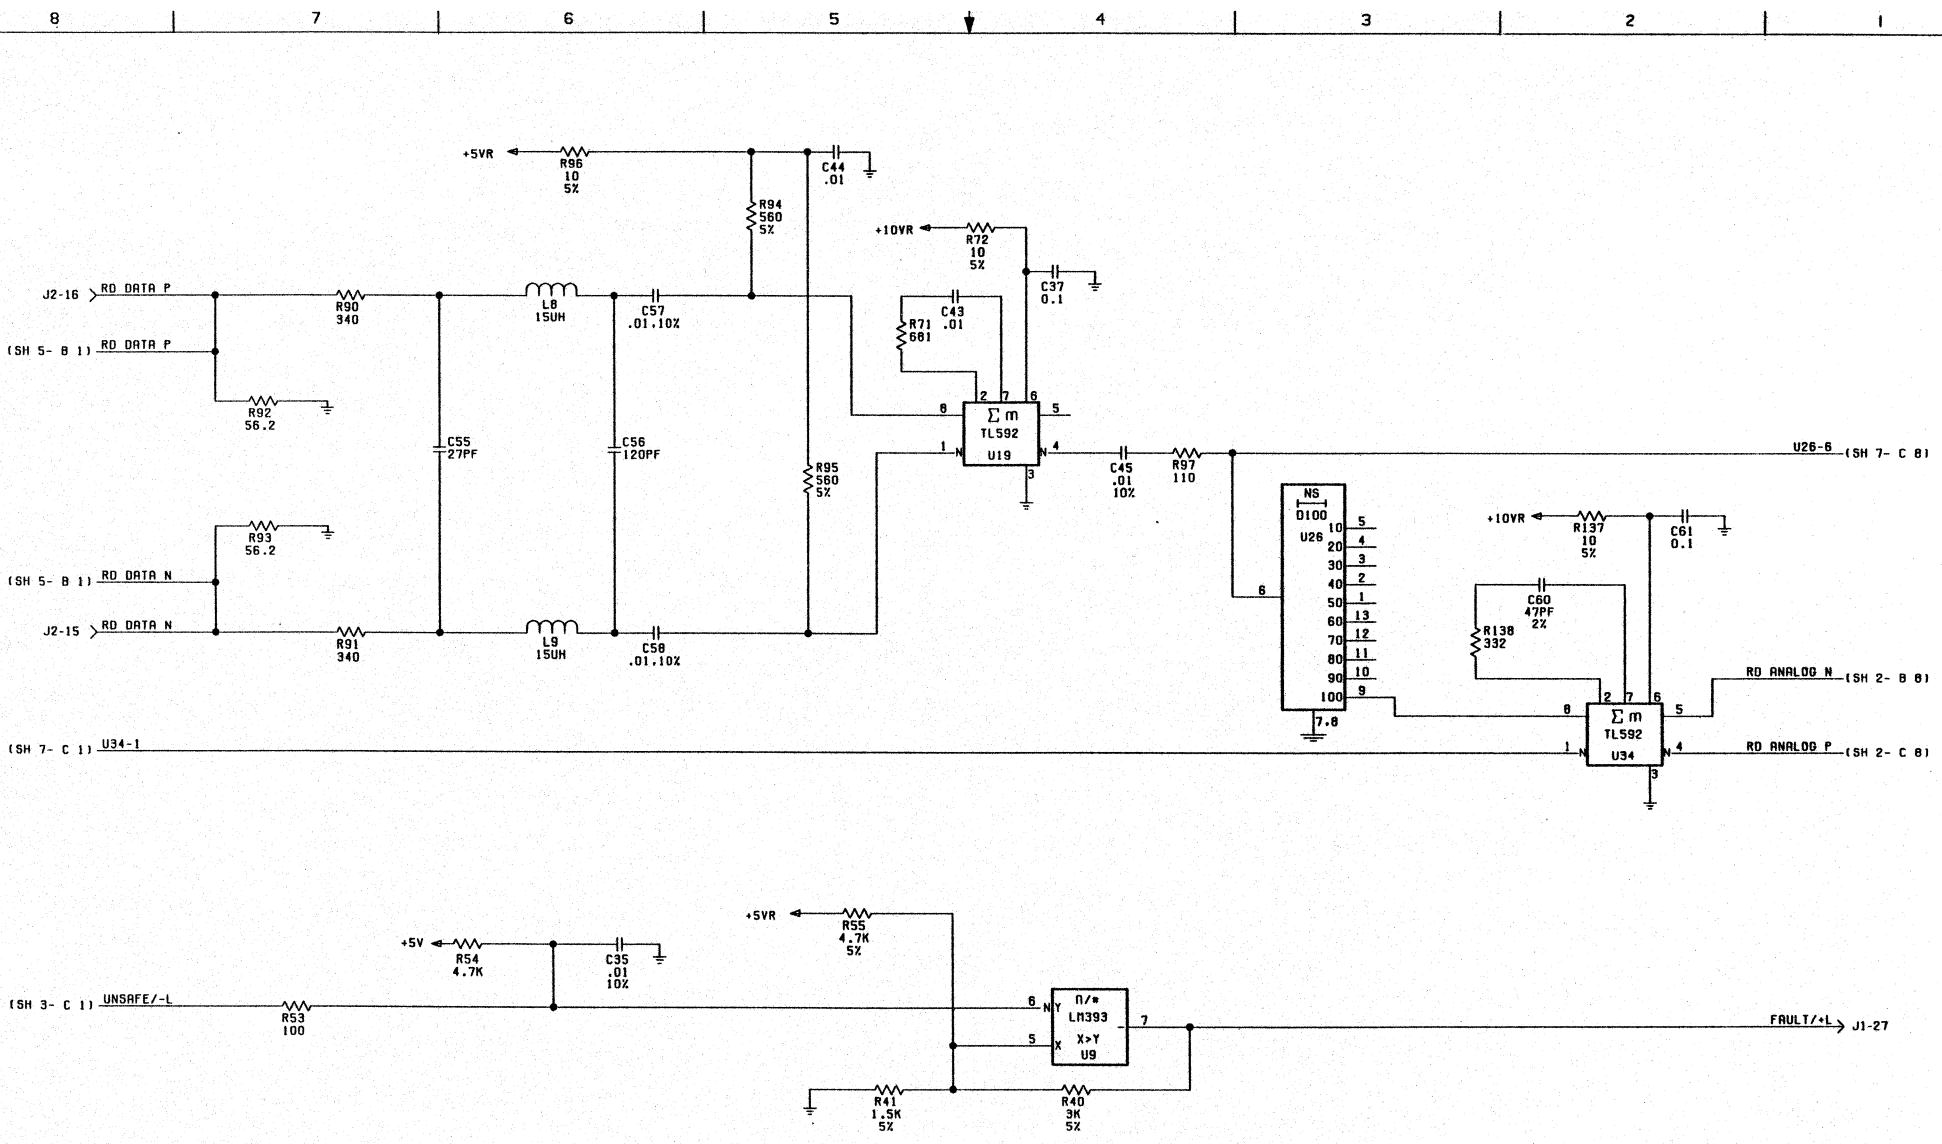 8 7 6 5 4 3 2 1
+5VR
R96
10
5%
C44
.01
R94
560
5%
+10VR
R72
10
5%
C37
0.1
J2-16 RD DATA P
R90
340
L8
15UH
C57
.01,10%
R71
681
C43
.01
(SH 5- B 1) RD DATA P
R92
56.2
C55
27PF
C56
120PF
R95
560
5%
2 7 6
8 Σ m 5
TL592
1 N U19 N 4
3
C45
.01
10%
R97
110
U26-6 (SH 7- C 8)
NS
D100
U26
10 5
20 4
30 3
40 2
50 1
60 13
70 12
80 11
90 10
100 9
6
7.8
+10VR
R137
10
5%
C61
0.1
C60
47PF
2%
R138
332
R93
56.2
(SH 5- B 1) RD DATA N
J2-15 RD DATA N
R91
340
L9
15UH
C58
.01,10%
RD ANALOG N (SH 2- B 8)
2 7 6
8 Σ m 5
TL592
1 N U34 N 4
3
RD ANALOG P (SH 2- C 8)
(SH 7- C 1) U34-1
+5VR
R55
4.7K
5%
+5V
R54
4.7K
C35
.01
10%
(SH 3- C 1) UNSAFE/-L
R53
100
6 N Y Π/*
LM393
7
5 X X>Y
U9
FAULT/+L J1-27
R41
1.5K
5%
R40
3K
5%